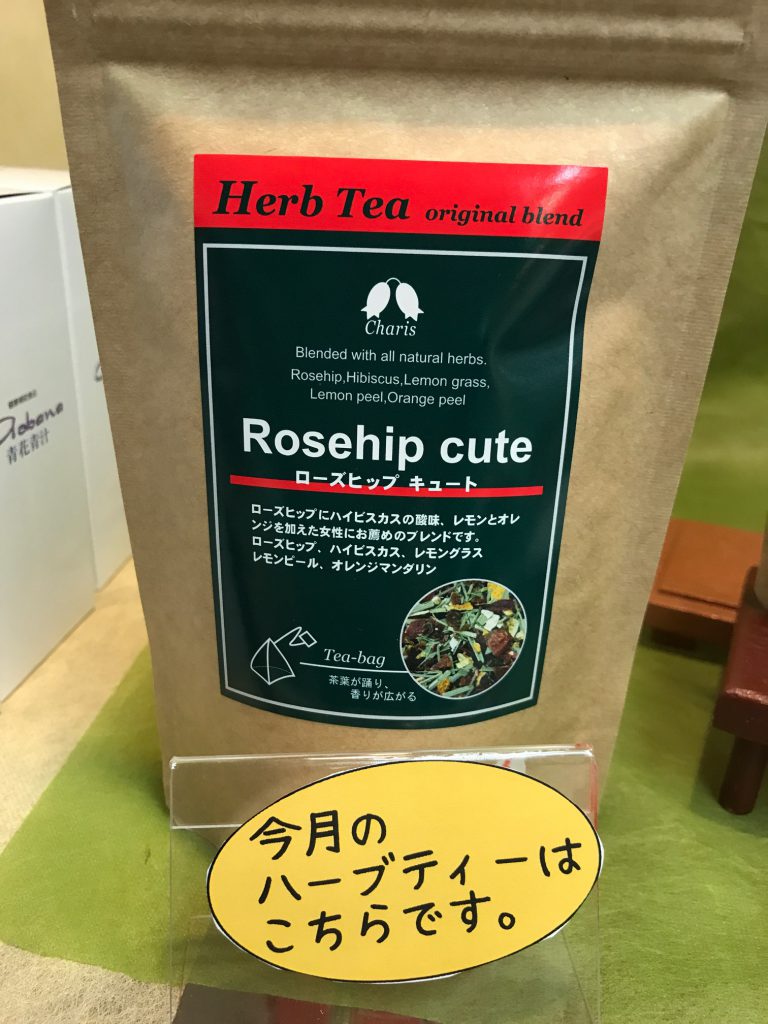 Herb Tea original blend
Charis
Blended with all natural herbs.
Rosehip,Hibiscus,Lemon grass,
Lemon peel,Orange peel
Rosehip cute
ローズヒップ キュート
ローズヒップにハイビスカスの酸味、レモンとオレ
ンジを加えた女性にお薦めのブレンドです。
ローズヒップ、ハイビスカス、レモングラス
レモンピール、オレンジマンダリン
Tea-bag
茶葉が踊り、
香りが広がる
青花青汁
今月の
ハーブティーは
こちらです。